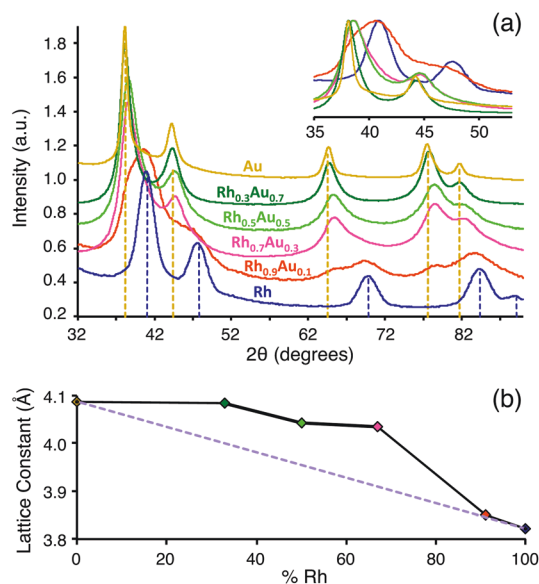 (a)
Intensity (a.u.)
1.8
1.6
1.4
1.2
1.0
0.8
0.6
0.4
0.2
35 40 45 50
Au
Rh0.3Au0.7
Rh0.5Au0.5
Rh0.7Au0.3
Rh0.9Au0.1
Rh
32 42 52 62 72 82
2θ (degrees)
(b)
Lattice Constant (Å)
4.1
4.0
3.9
3.8
0 20 40 60 80 100
% Rh